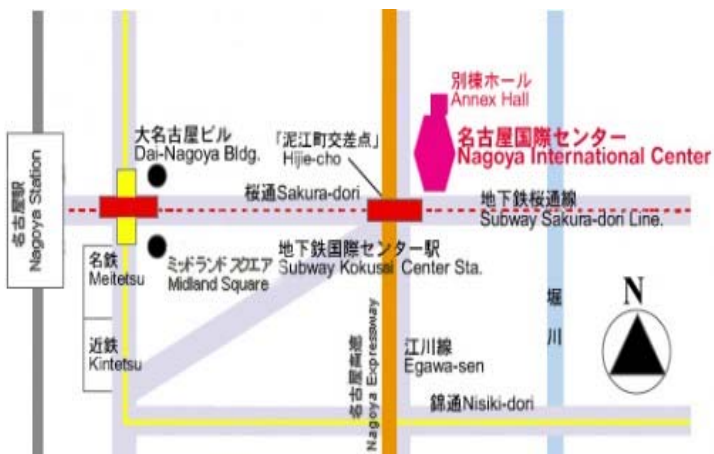 別棟ホール
Annex Hall
名古屋国際センター
Nagoya International Center
「泥江町交差点」
Hijie-cho
大名古屋ビル
Dai-Nagoya Bldg.
名古屋駅
Nagoya Station
桜通Sakura-dori
地下鉄桜通線
Subway Sakura-dori Line.
名鉄
Meitetsu
ミッドランド スクエア
Midland Square
地下鉄国際センター駅
Subway Kokusai Center Sta.
堀川
N
近鉄
Kintetsu
名古屋高速
Nagoya Expressway
江川線
Egawa-sen
錦通Nisiki-dori